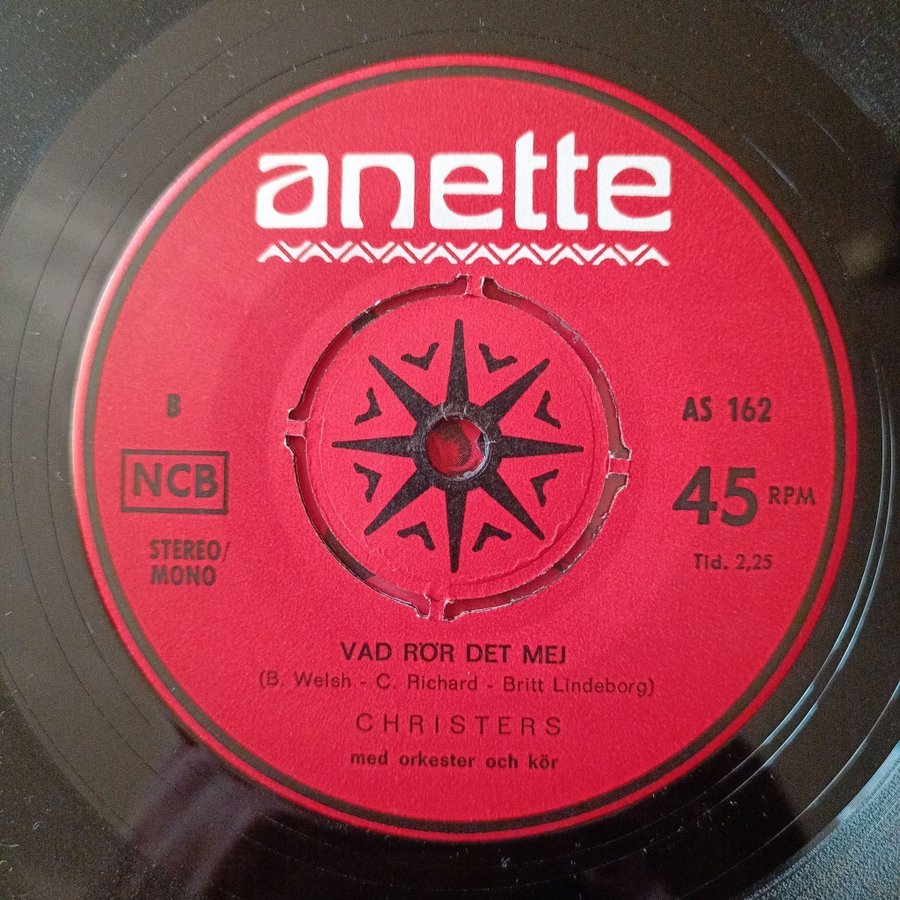 anette
B
AS 162
NCB
45 RPM
STEREO/
MONO
Tid. 2,25
VAD RÖR DET MEJ
(B. Welsh - C. Richard - Britt Lindeborg)
CHRISTERS
med orkester och kör